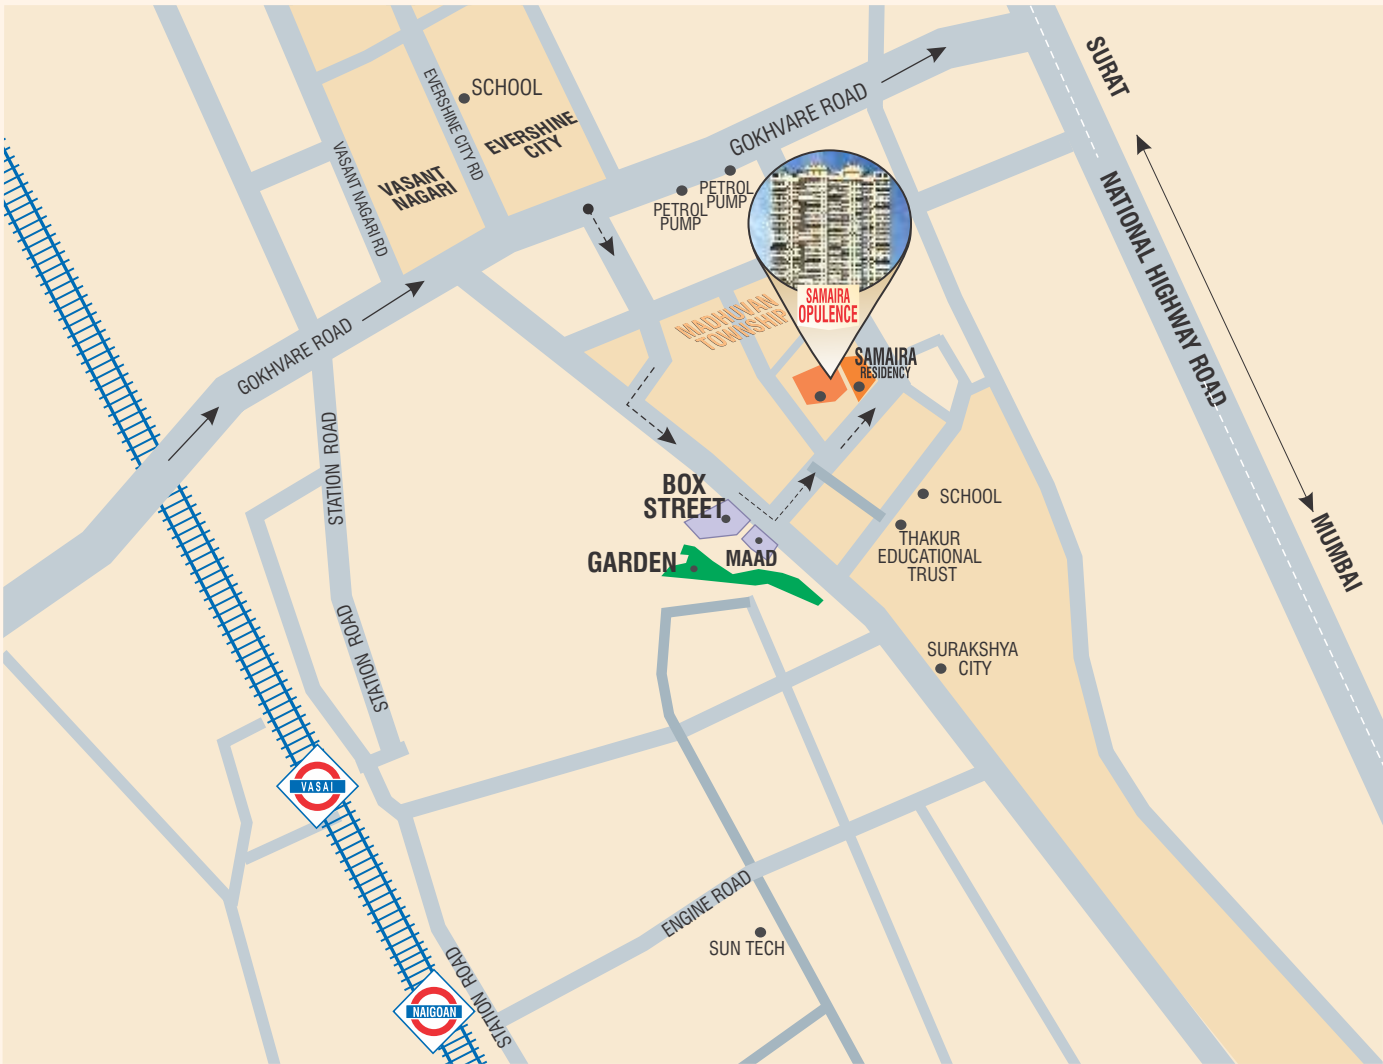 SURAT
SCHOOL
EVERSHINE CITY RD
EVERSHINE
CITY
GOKHVARE ROAD
VASANT NAGARI RD
VASANT
NAGARI
PETROL
PUMP
PETROL
PUMP
NATIONAL HIGHWAY ROAD
MADHUVAN
TOWNSHIP
SAMAIRA
OPULENCE
SAMAIRA
RESIDENCY
GOKHVARE ROAD
STATION ROAD
BOX
STREET
SCHOOL
THAKUR
EDUCATIONAL
TRUST
MUMBAI
GARDEN
MAAD
STATION ROAD
SURAKSHYA
CITY
VASAI
ENGINE ROAD
SUN TECH
STATION ROAD
NAIGOAN